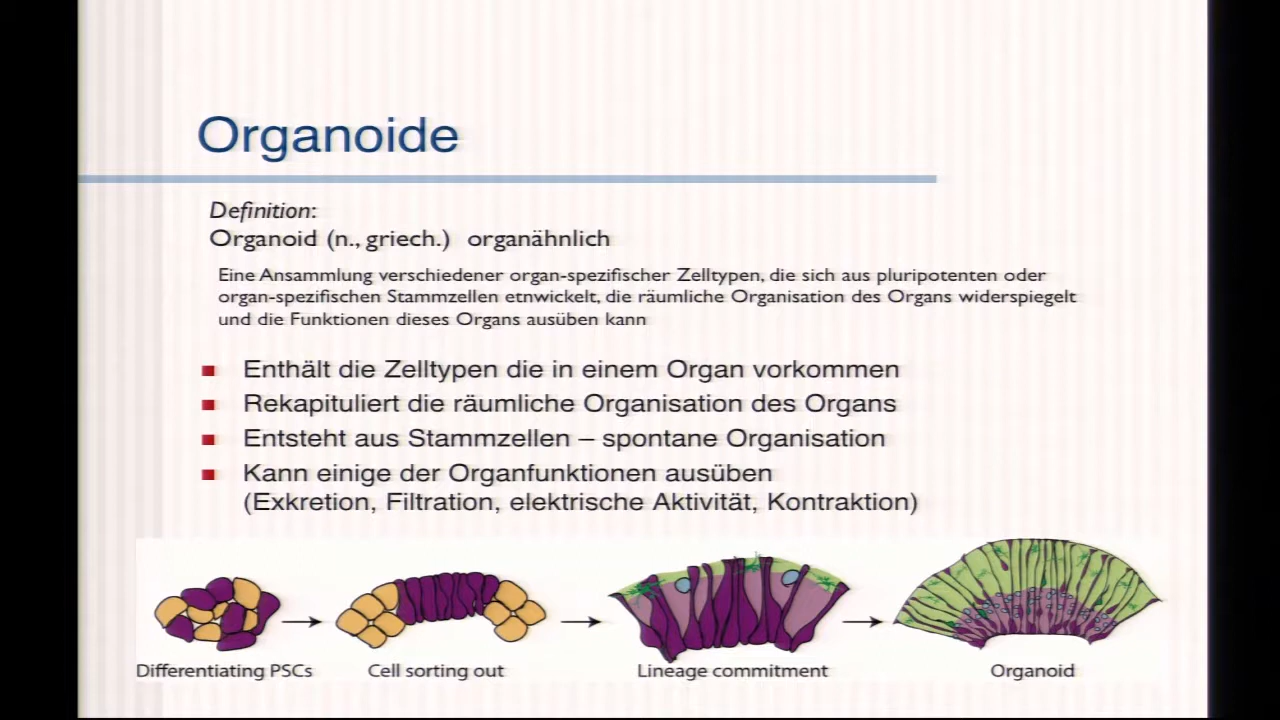 Organoide
Definition:
Organoid (n., griech.) organähnlich
Eine Ansammlung verschiedener organ-spezifischer Zelltypen, die sich aus pluripotenten oder
organ-spezifischen Stammzellen etnwickelt, die räumliche Organisation des Organs widerspiegelt
und die Funktionen dieses Organs ausüben kann
Enthält die Zelltypen die in einem Organ vorkommen
Rekapituliert die räumliche Organisation des Organs
Entsteht aus Stammzellen – spontane Organisation
Kann einige der Organfunktionen ausüben
(Exkretion, Filtration, elektrische Aktivität, Kontraktion)
Differentiating PSCs
Cell sorting out
Lineage commitment
Organoid